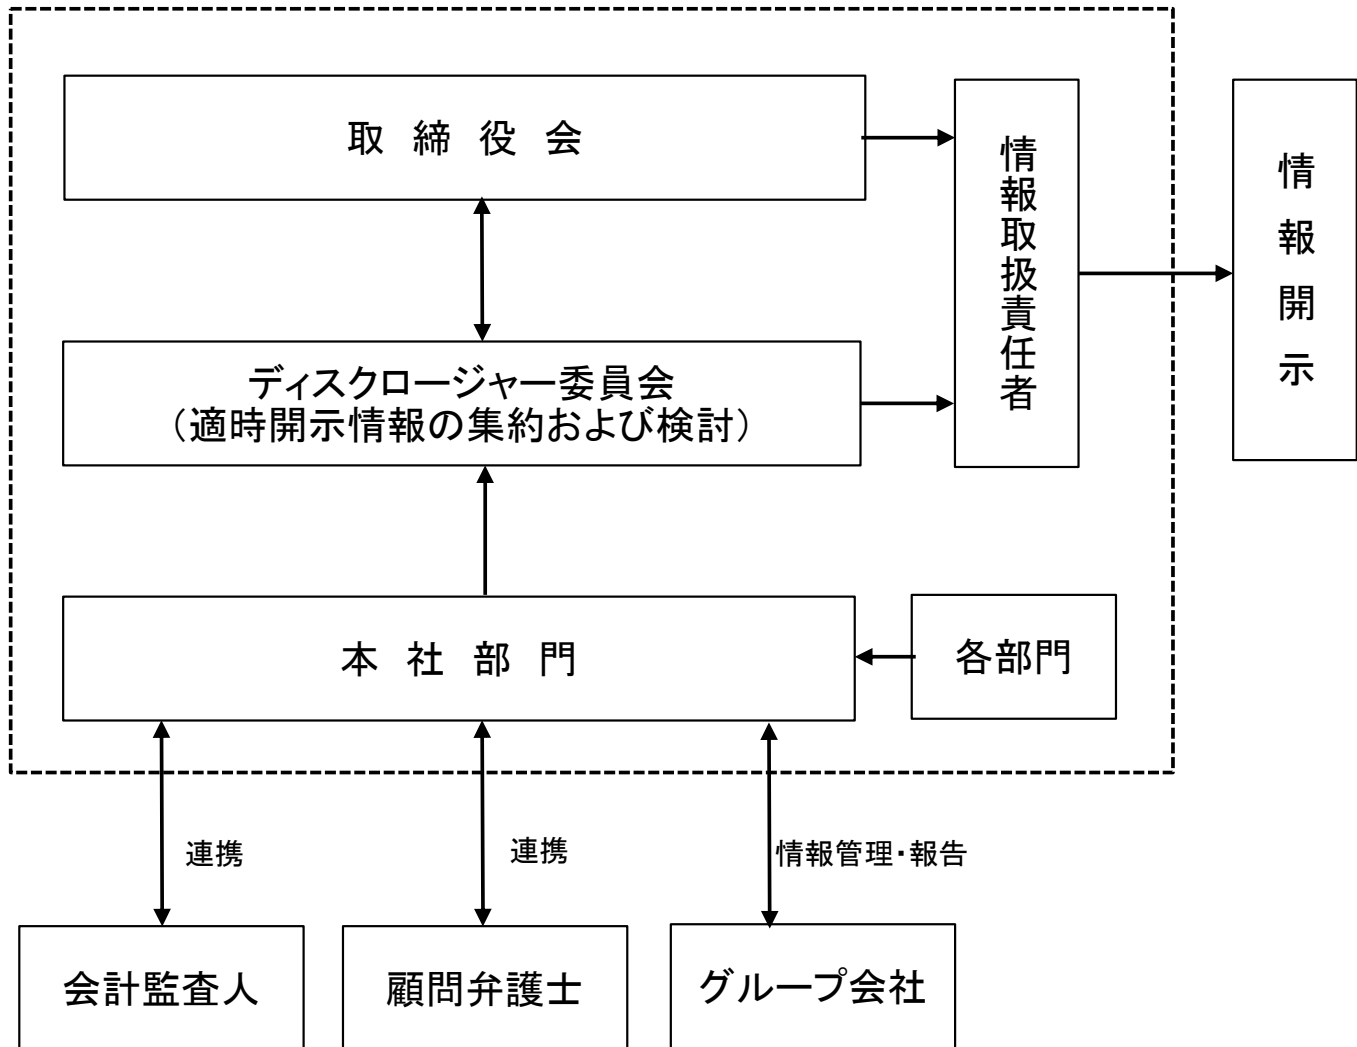 取締役会
情報取扱責任者
情報開示
ディスクロージャー委員会
（適時開示情報の集約および検討）
本社部門
各部門
連携
連携
情報管理・報告
会計監査人
顧問弁護士
グループ会社